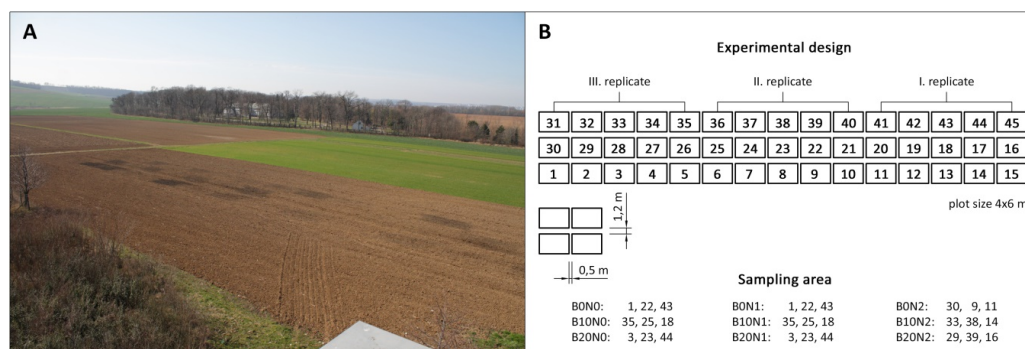 A
B
Experimental design
III. replicate II. replicate I. replicate
31 32 33 34 35 36 37 38 39 40 41 42 43 44 45
30 29 28 27 26 25 24 23 22 21 20 19 18 17 16
1 2 3 4 5 6 7 8 9 10 11 12 13 14 15
plot size 4x6 m
1,2 m
0,5 m
Sampling area
B0N0: 1, 22, 43 B0N1: 1, 22, 43 B0N2: 30, 9, 11
B10N0: 35, 25, 18 B10N1: 35, 25, 18 B10N2: 33, 38, 14
B20N0: 3, 23, 44 B20N1: 3, 23, 44 B20N2: 29, 39, 16